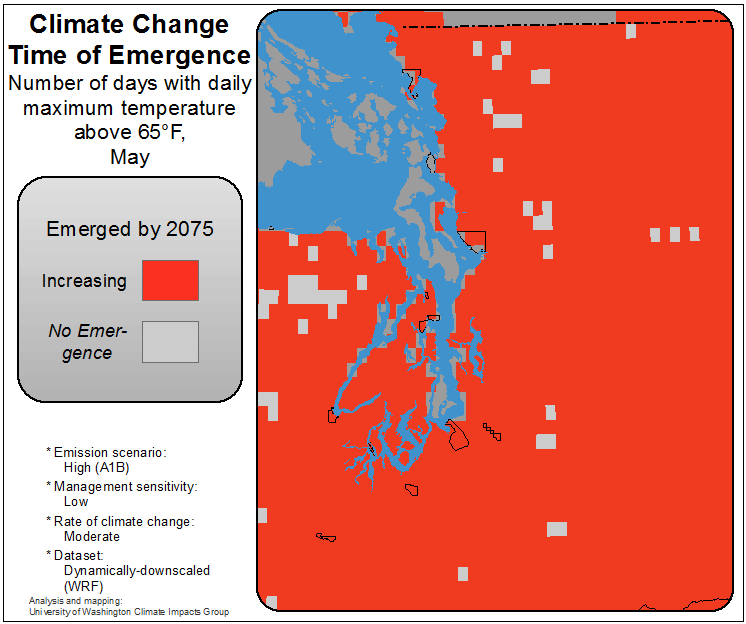 Climate Change
Time of Emergence
Number of days with daily
maximum temperature
above 65°F,
May
Emerged by 2075
Increasing
No Emer-
gence
* Emission scenario:
High (A1B)
* Management sensitivity:
Low
* Rate of climate change:
Moderate
* Dataset:
Dynamically-downscaled
(WRF)
Analysis and mapping:
University of Washington Climate Impacts Group